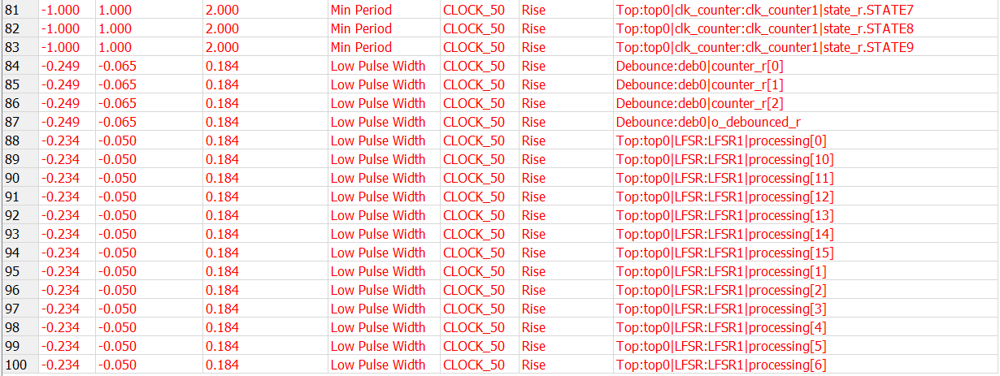 81 -1.000 1.000 2.000 Min Period CLOCK_50 Rise Top:top0|clk_counter:clk_counter1|state_r.STATE7
82 -1.000 1.000 2.000 Min Period CLOCK_50 Rise Top:top0|clk_counter:clk_counter1|state_r.STATE8
83 -1.000 1.000 2.000 Min Period CLOCK_50 Rise Top:top0|clk_counter:clk_counter1|state_r.STATE9
84 -0.249 -0.065 0.184 Low Pulse Width CLOCK_50 Rise Debounce:deb0|counter_r[0]
85 -0.249 -0.065 0.184 Low Pulse Width CLOCK_50 Rise Debounce:deb0|counter_r[1]
86 -0.249 -0.065 0.184 Low Pulse Width CLOCK_50 Rise Debounce:deb0|counter_r[2]
87 -0.249 -0.065 0.184 Low Pulse Width CLOCK_50 Rise Debounce:deb0|o_debounced_r
88 -0.234 -0.050 0.184 Low Pulse Width CLOCK_50 Rise Top:top0|LFSR:LFSR1|processing[0]
89 -0.234 -0.050 0.184 Low Pulse Width CLOCK_50 Rise Top:top0|LFSR:LFSR1|processing[10]
90 -0.234 -0.050 0.184 Low Pulse Width CLOCK_50 Rise Top:top0|LFSR:LFSR1|processing[11]
91 -0.234 -0.050 0.184 Low Pulse Width CLOCK_50 Rise Top:top0|LFSR:LFSR1|processing[12]
92 -0.234 -0.050 0.184 Low Pulse Width CLOCK_50 Rise Top:top0|LFSR:LFSR1|processing[13]
93 -0.234 -0.050 0.184 Low Pulse Width CLOCK_50 Rise Top:top0|LFSR:LFSR1|processing[14]
94 -0.234 -0.050 0.184 Low Pulse Width CLOCK_50 Rise Top:top0|LFSR:LFSR1|processing[15]
95 -0.234 -0.050 0.184 Low Pulse Width CLOCK_50 Rise Top:top0|LFSR:LFSR1|processing[1]
96 -0.234 -0.050 0.184 Low Pulse Width CLOCK_50 Rise Top:top0|LFSR:LFSR1|processing[2]
97 -0.234 -0.050 0.184 Low Pulse Width CLOCK_50 Rise Top:top0|LFSR:LFSR1|processing[3]
98 -0.234 -0.050 0.184 Low Pulse Width CLOCK_50 Rise Top:top0|LFSR:LFSR1|processing[4]
99 -0.234 -0.050 0.184 Low Pulse Width CLOCK_50 Rise Top:top0|LFSR:LFSR1|processing[5]
100 -0.234 -0.050 0.184 Low Pulse Width CLOCK_50 Rise Top:top0|LFSR:LFSR1|processing[6]